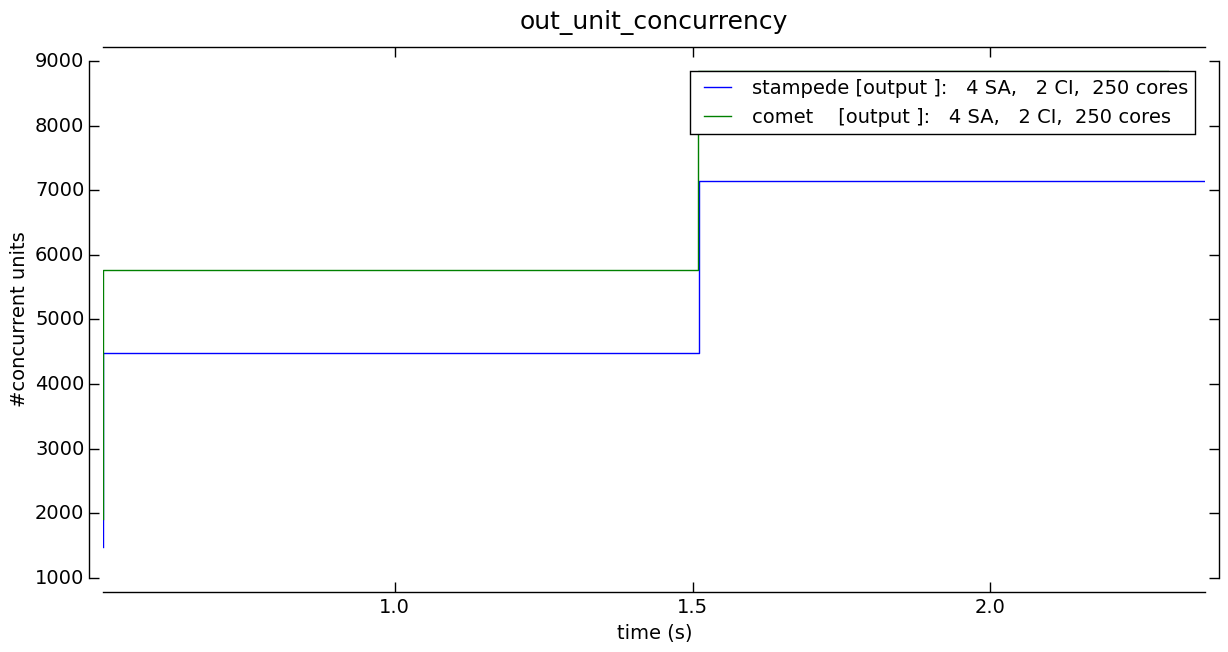 out_unit_concurrency
9000
8000
7000
6000
5000
4000
3000
2000
1000
#concurrent units
stampede [output ]:   4 SA,   2 CI,  250 cores
comet    [output ]:   4 SA,   2 CI,  250 cores
1.0
1.5
2.0
time (s)